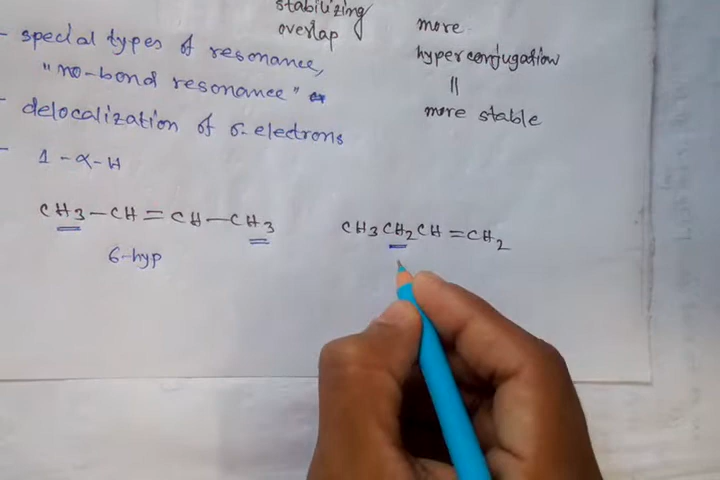 stabilizing
overlap
- special types of resonance,
"no-bond resonance"
- delocalization of σ-electrons
- 1-α-H
more
hyperconjugation
||
more stable
CH3-CH=CH-CH3
6-hyp
CH3CH2CH=CH2